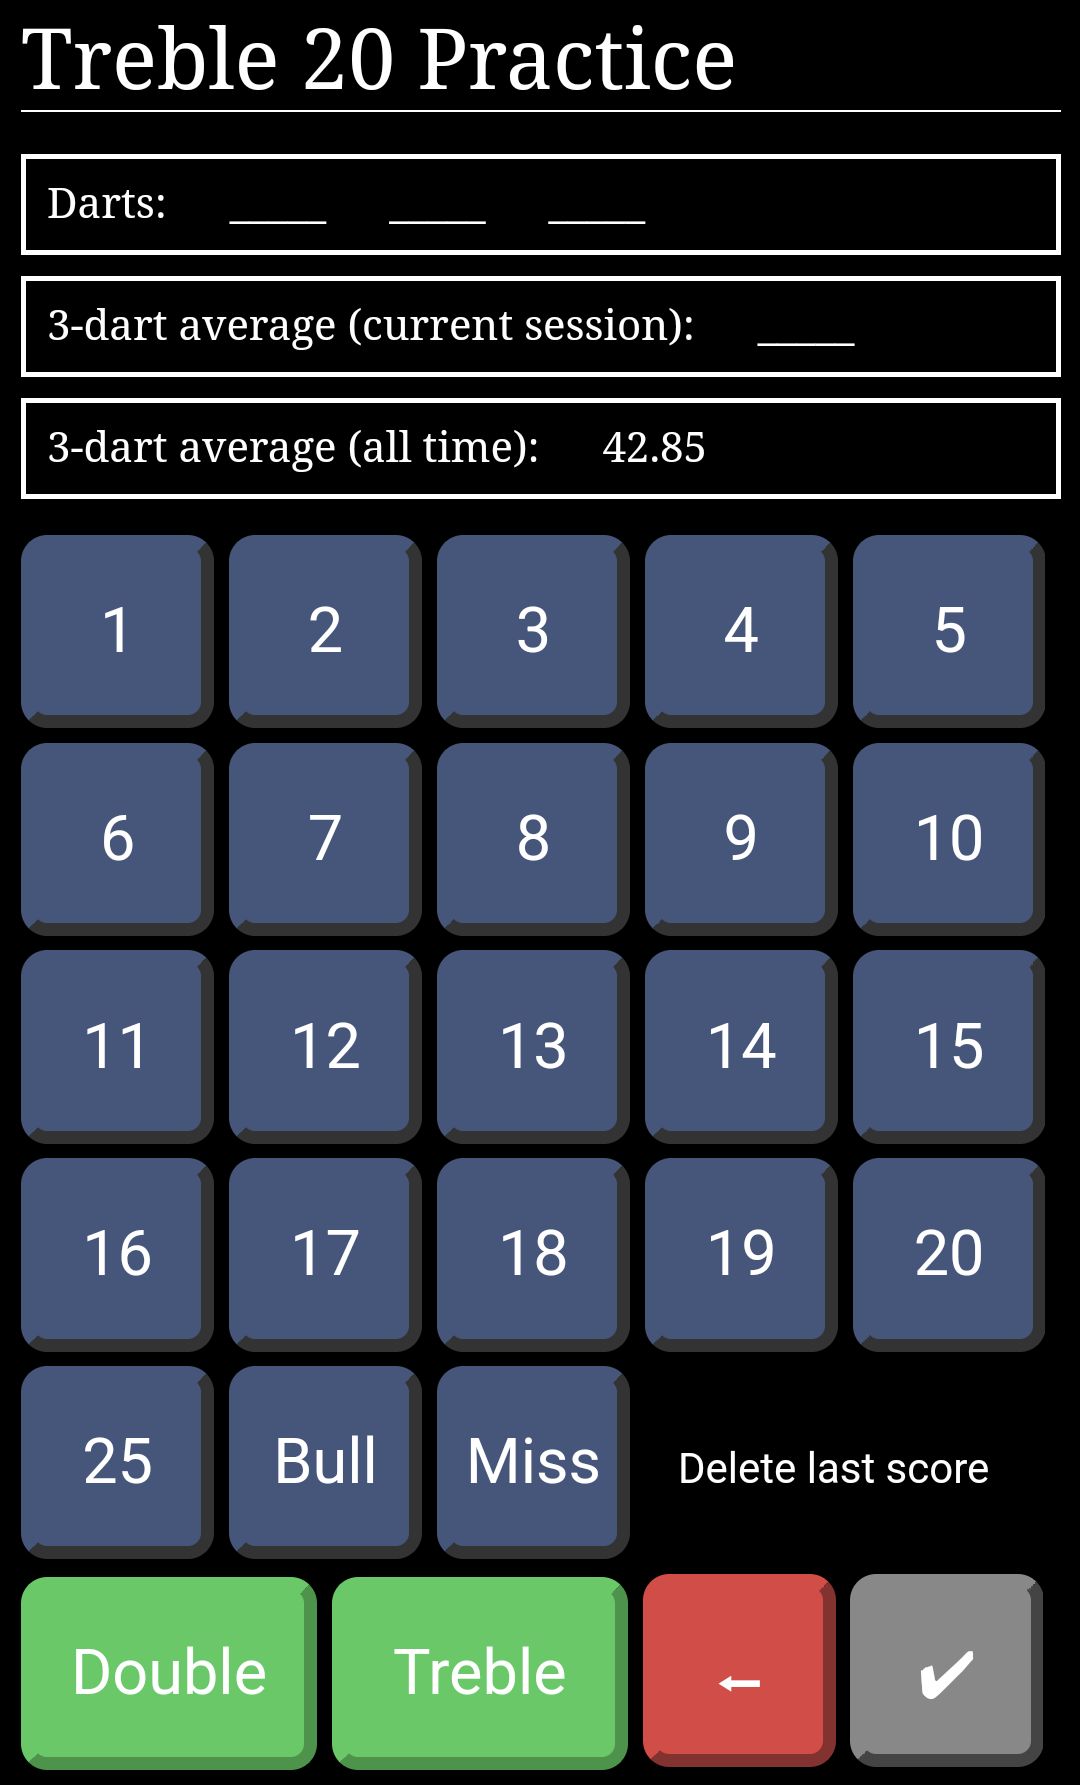 Treble 20 Practice
Darts: _____ _____ _____
3-dart average (current session): _____
3-dart average (all time): 42.85
1 2 3 4 5
6 7 8 9 10
11 12 13 14 15
16 17 18 19 20
25 Bull Miss Delete last score
Double Treble ← ✔